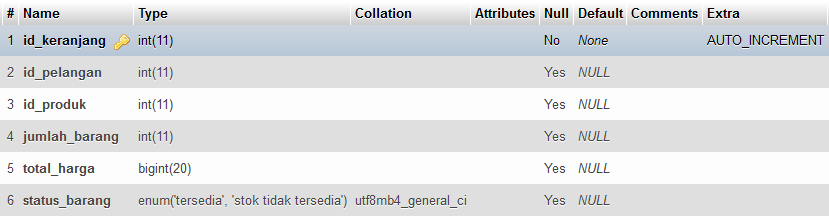 # Name Type Collation Attributes Null Default Comments Extra
1 id_keranjang int(11) No None AUTO_INCREMENT
2 id_pelangan int(11) Yes NULL
3 id_produk int(11) Yes NULL
4 jumlah_barang int(11) Yes NULL
5 total_harga bigint(20) Yes NULL
6 status_barang enum('tersedia', 'stok tidak tersedia') utf8mb4_general_ci Yes NULL